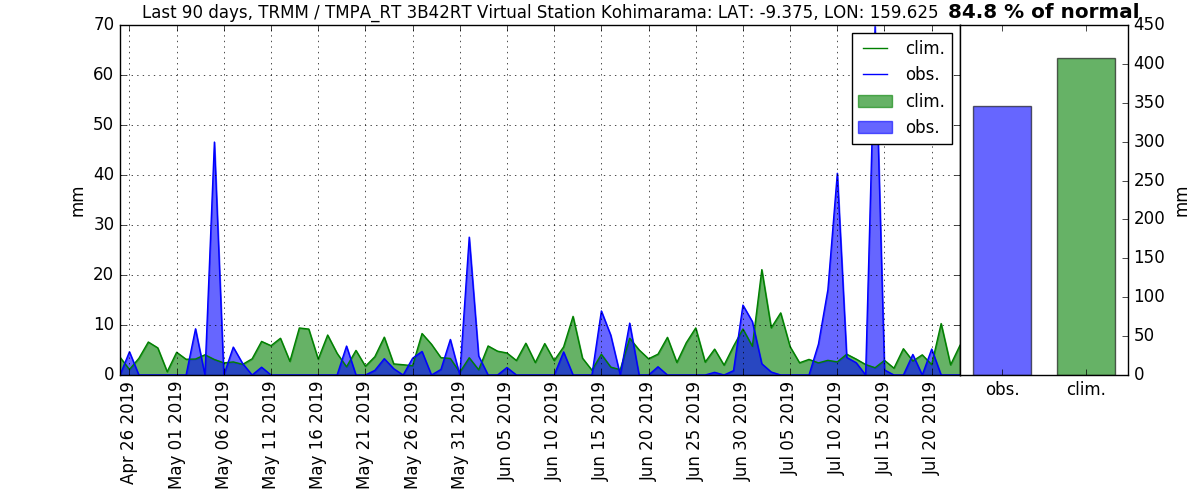 Last 90 days, TRMM / TMPA_RT 3B42RT Virtual Station Kohimarama: LAT: -9.375, LON: 159.625 84.8 % of normal
70
60
50
40
30
20
10
0
mm
clim.
obs.
clim.
obs.
450
400
350
300
250
200
150
100
50
0
mm
Apr 26 2019
May 01 2019
May 06 2019
May 11 2019
May 16 2019
May 21 2019
May 26 2019
May 31 2019
Jun 05 2019
Jun 10 2019
Jun 15 2019
Jun 20 2019
Jun 25 2019
Jun 30 2019
Jul 05 2019
Jul 10 2019
Jul 15 2019
Jul 20 2019
obs.
clim.